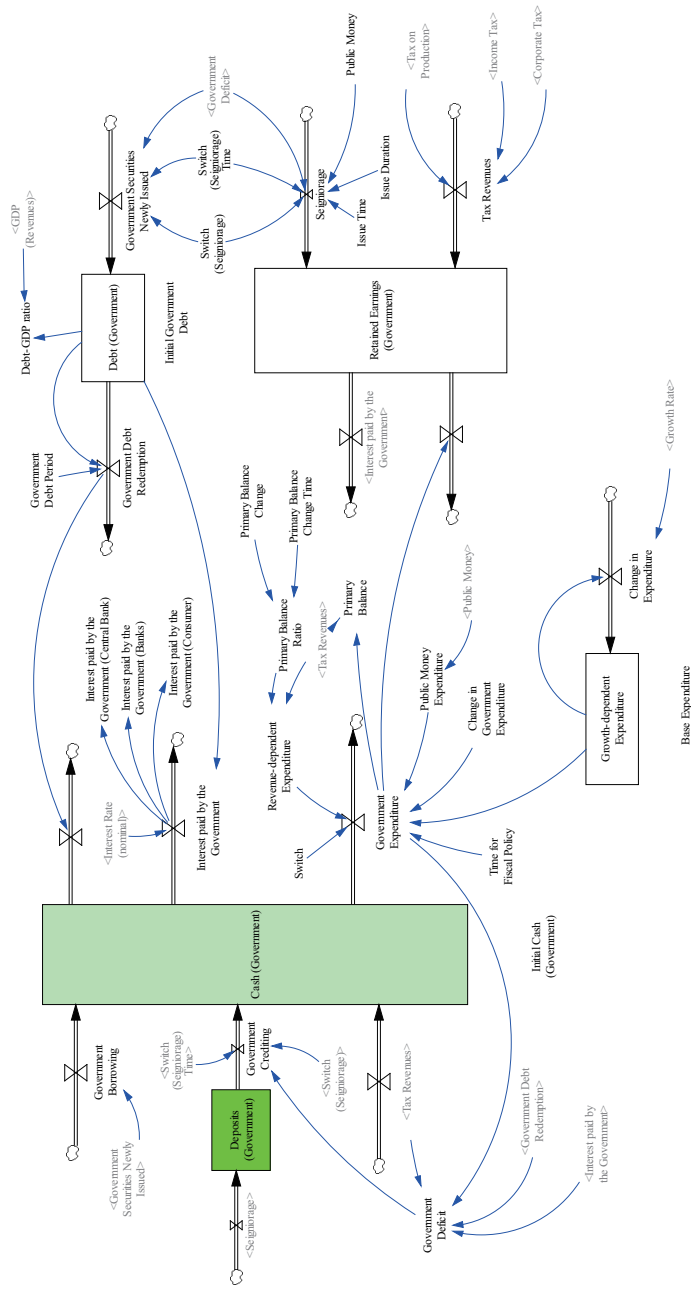 <Government
Securities Newly
Issued>
Government
Borrowing
<Seigniorage>
Deposits
(Government)
<Switch
(Seigniorage)
Time>
Government
Crediting
<Switch
(Seigniorage)>
<Tax Revenues>
Government
Deficit
<Government Debt
Redemption>
<Interest paid by
the Government>
Cash (Government)
Initial Cash
(Government)
<Interest Rate
(nominal)>
Interest paid by the
Government
Interest paid by the
Government (Central Bank)
Interest paid by the
Government (Banks)
Interest paid by the
Government (Consumer)
Switch
Revenue-dependent
Expenditure
Government
Expenditure
Time for
Fiscal Policy
Change in
Government
Expenditure
Public Money
Expenditure
<Public Money>
Primary Balance
Ratio
<Tax Revenues>
Primary
Balance
Primary Balance
Change
Primary Balance
Change Time
Growth-dependent
Expenditure
Base Expenditure
Change in
Expenditure
<Growth Rate>
Government
Debt Period
Government Debt
Redemption
Debt-GDP ratio
<GDP
(Revenues)>
Debt (Government)
Initial Government
Debt
Government Securities
Newly Issued
Switch
(Seigniorage)
Switch
(Seigniorage)
Time
<Government
Deficit>
<Interest paid by the
Government>
Retained Earnings
(Government)
Seigniorage
Issue Time
Issue Duration
Public Money
Tax Revenues
<Tax on
Production>
<Income Tax>
<Corporate Tax>